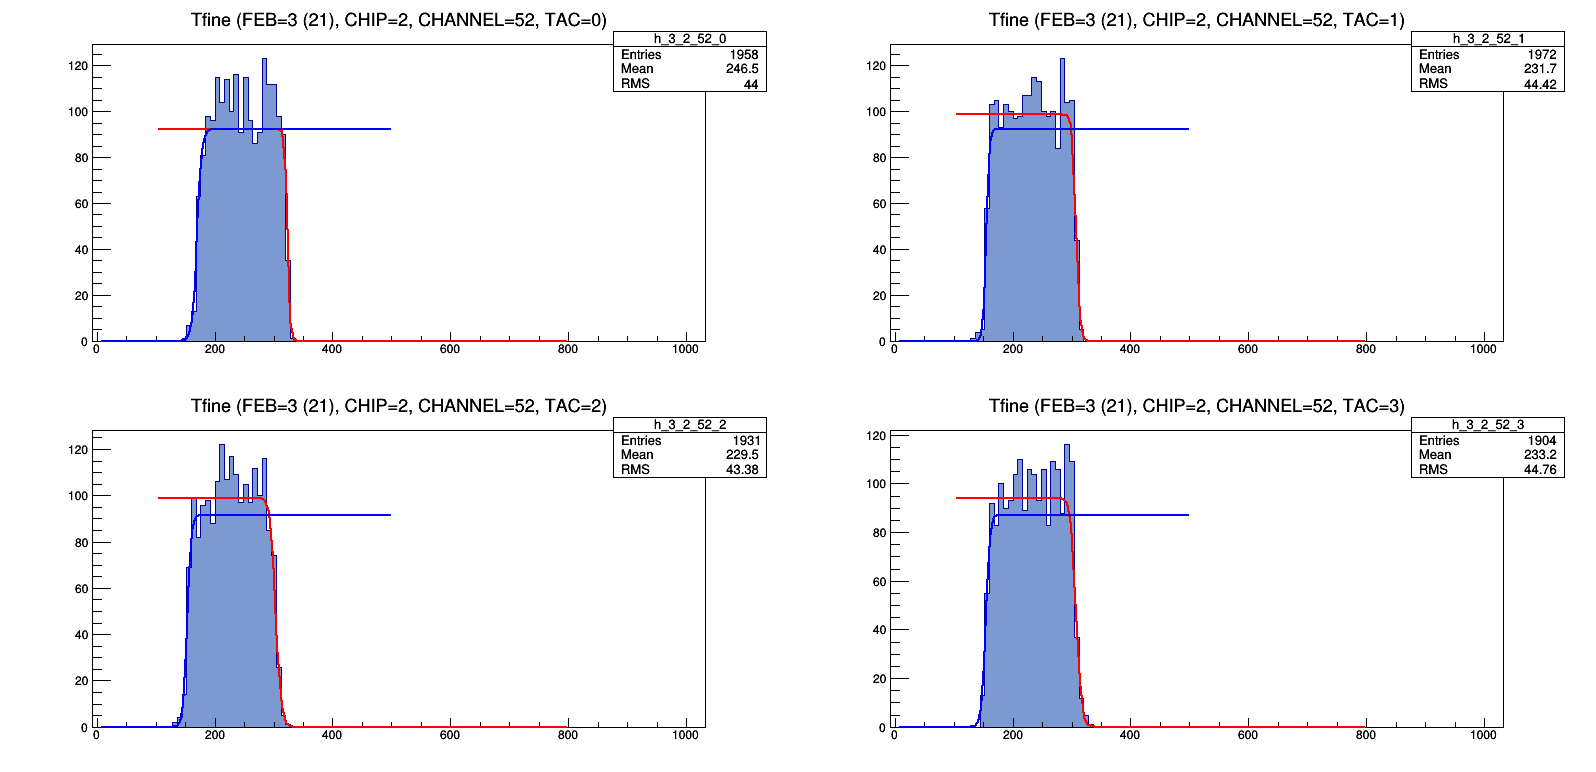 Tfine (FEB=3 (21), CHIP=2, CHANNEL=52, TAC=0)
h_3_2_52_0
Entries 1958
Mean 246.5
RMS 44
120
100
80
60
40
20
0
0 200 400 600 800 1000
Tfine (FEB=3 (21), CHIP=2, CHANNEL=52, TAC=1)
h_3_2_52_1
Entries 1972
Mean 231.7
RMS 44.42
120
100
80
60
40
20
0
0 200 400 600 800 1000
Tfine (FEB=3 (21), CHIP=2, CHANNEL=52, TAC=2)
h_3_2_52_2
Entries 1931
Mean 229.5
RMS 43.38
120
100
80
60
40
20
0
0 200 400 600 800 1000
Tfine (FEB=3 (21), CHIP=2, CHANNEL=52, TAC=3)
h_3_2_52_3
Entries 1904
Mean 233.2
RMS 44.76
120
100
80
60
40
20
0
0 200 400 600 800 1000